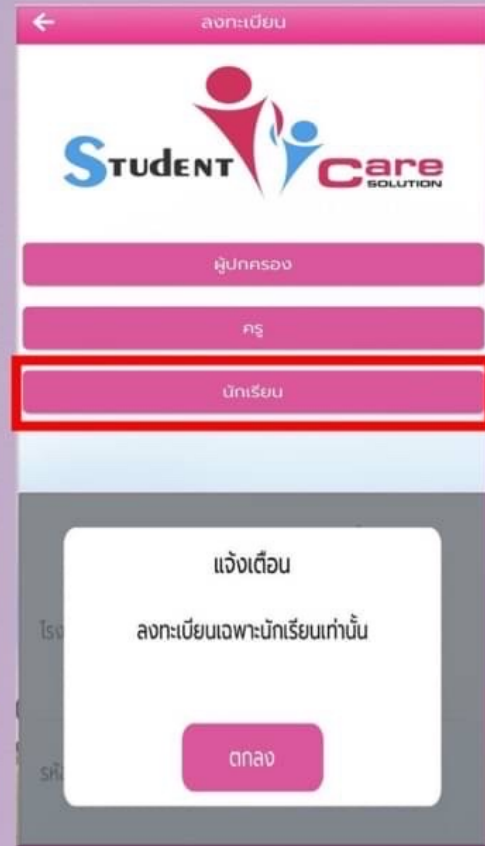 ลงทะเบียน
STUDENT Care
SOLUTION
ผู้ปกครอง
ครู
นักเรียน
แจ้งเตือน
ลงทะเบียนเฉพาะนักเรียนเท่านั้น
ตกลง